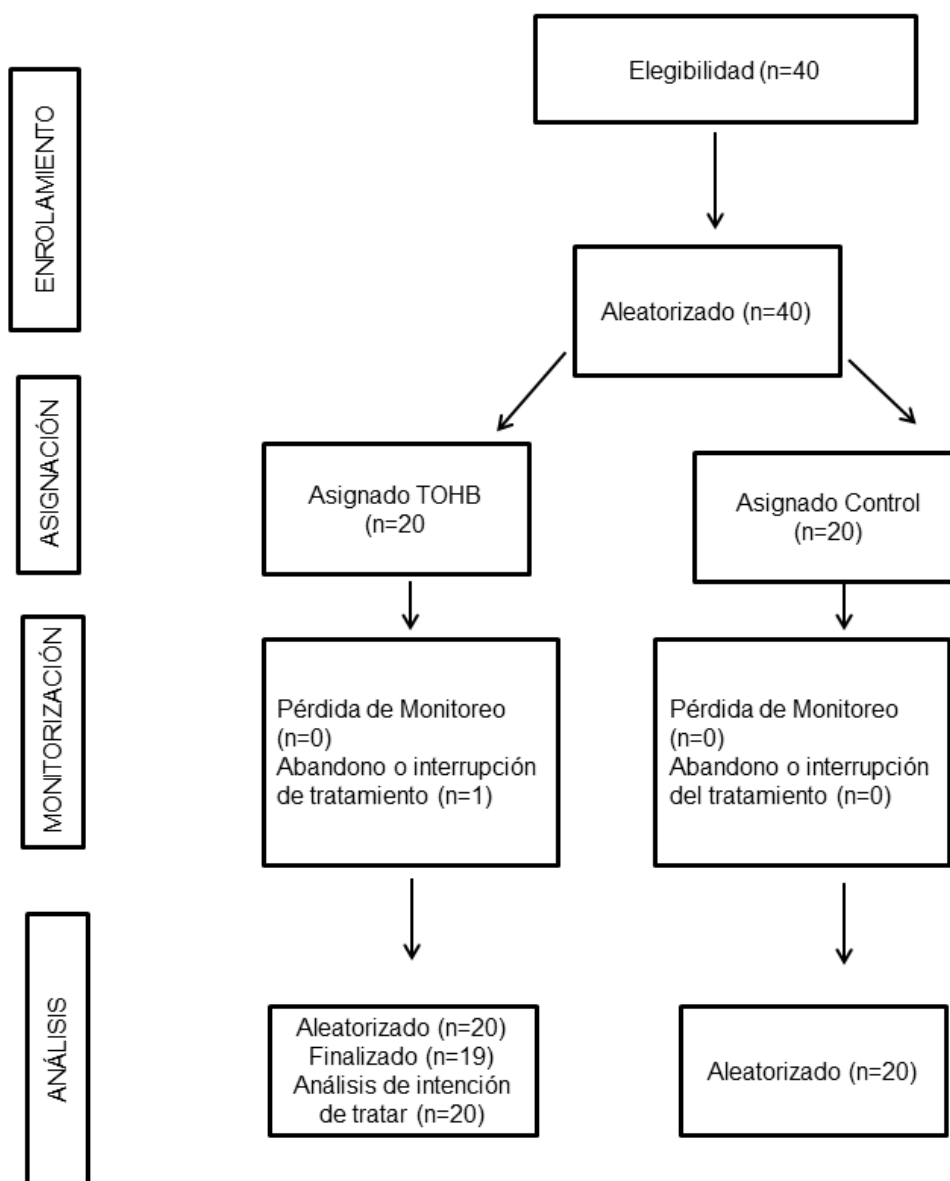 ENROLAMIENTO
Elegibilidad (n=40
Aleatorizado (n=40)
ASIGNACIÓN
Asignado TOHB
(n=20
Asignado Control
(n=20)
MONITORIZACIÓN
Pérdida de Monitoreo
(n=0)
Abandono o interrupción
de tratamiento (n=1)
Pérdida de Monitoreo
(n=0)
Abandono o interrupción
del tratamiento (n=0)
ANÁLISIS
Aleatorizado (n=20)
Finalizado (n=19)
Análisis de intención
de tratar (n=20)
Aleatorizado (n=20)